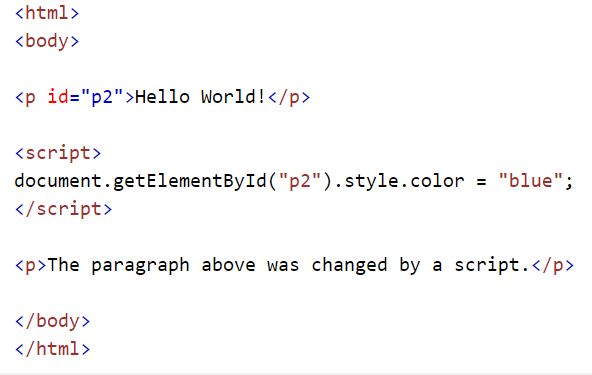 <html>
<body>
<p id="p2">Hello World!</p>
<script>
document.getElementById("p2").style.color = "blue";
</script>
<p>The paragraph above was changed by a script.</p>
</body>
</html>